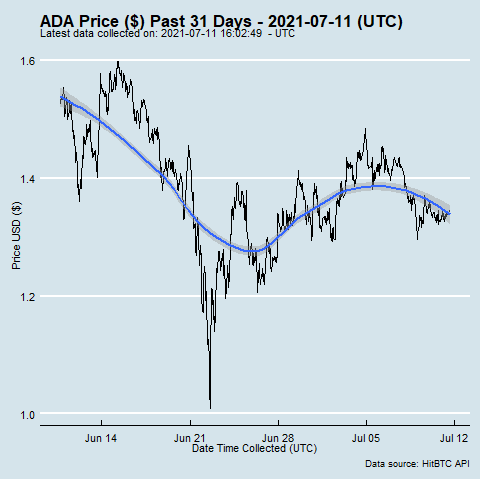 ADA Price ($) Past 31 Days - 2021-07-11 (UTC)
Latest data collected on: 2021-07-11 16:02:49 - UTC
1.6
1.4
1.2
1.0
Price USD ($)
Jun 14
Jun 21
Jun 28
Jul 05
Jul 12
Date Time Collected (UTC)
Data source: HitBTC API